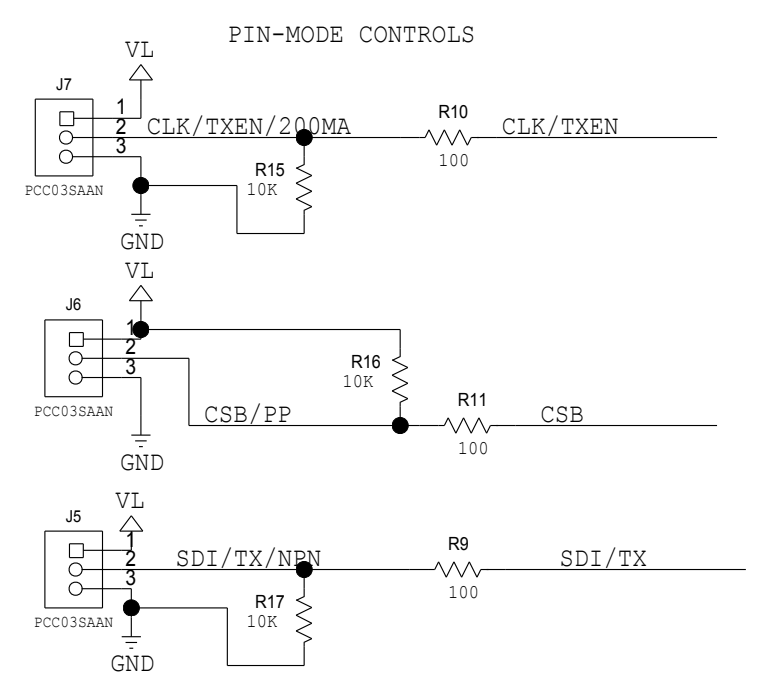 PIN-MODE CONTROLS
VL
J7
1
2
3
CLK/TXEN/200MA
R10
100
CLK/TXEN
R15
10K
PCC03SAAN
GND
VL
J6
1
2
3
R16
10K
PCC03SAAN
CSB/PP
R11
100
CSB
GND
VL
J5
1
2
3
SDI/TX/NPN
R9
100
SDI/TX
R17
10K
PCC03SAAN
GND